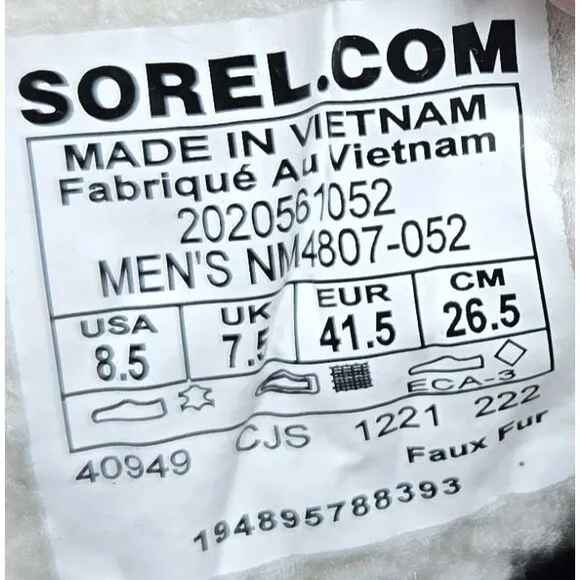 SOREL.COM
MADE IN VIETNAM
Fabriqué Au Vietnam
2020561052
MEN'S NM4807-052
USA UK EUR CM
8.5 7.5 41.5 26.5
ECA-3
40949 CJS 1221 222
Faux Fur
194895788393